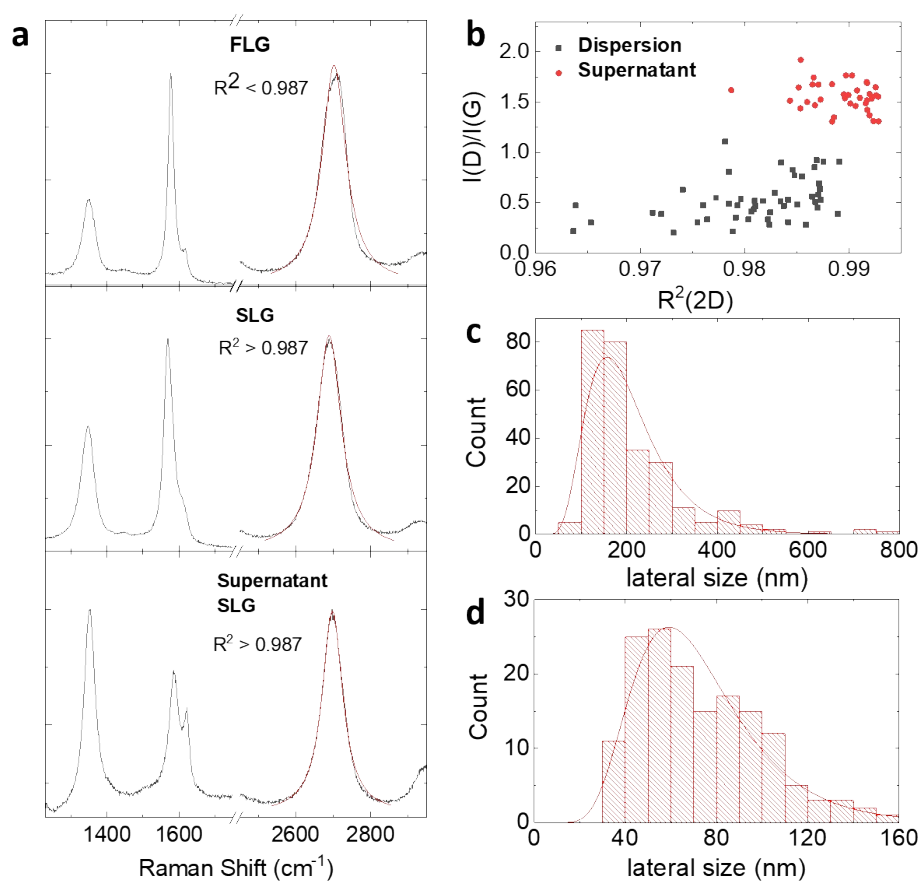 a
FLG
R² < 0.987
SLG
R² > 0.987
Supernatant
SLG
R² > 0.987
1400
1600
2600
2800
Raman Shift (cm⁻¹)
b
Dispersion
Supernatant
I(D)/I(G)
2.0
1.5
1.0
0.5
0.0
0.96
0.97
0.98
0.99
R²(2D)
c
Count
80
60
40
20
0
0
200
400
600
800
lateral size (nm)
d
Count
30
20
10
0
0
40
80
120
160
lateral size (nm)